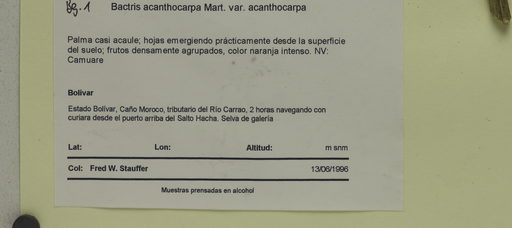 Bactris acanthocarpa Mart. var. acanthocarpa
Palma casi acaule; hojas emergiendo prácticamente desde la superficie
del suelo; frutos densamente agrupados, color naranja intenso. NV:
Camuare
Bolívar
Estado Bolívar, Caño Moroco, tributario del Río Carrao, 2 horas navegando con
curiara desde el puerto arriba del Salto Hacha. Selva de galería
Lat: Lon: Altitud: m snm
Col: Fred W. Stauffer 13/06/1996
Muestras prensadas en alcohol